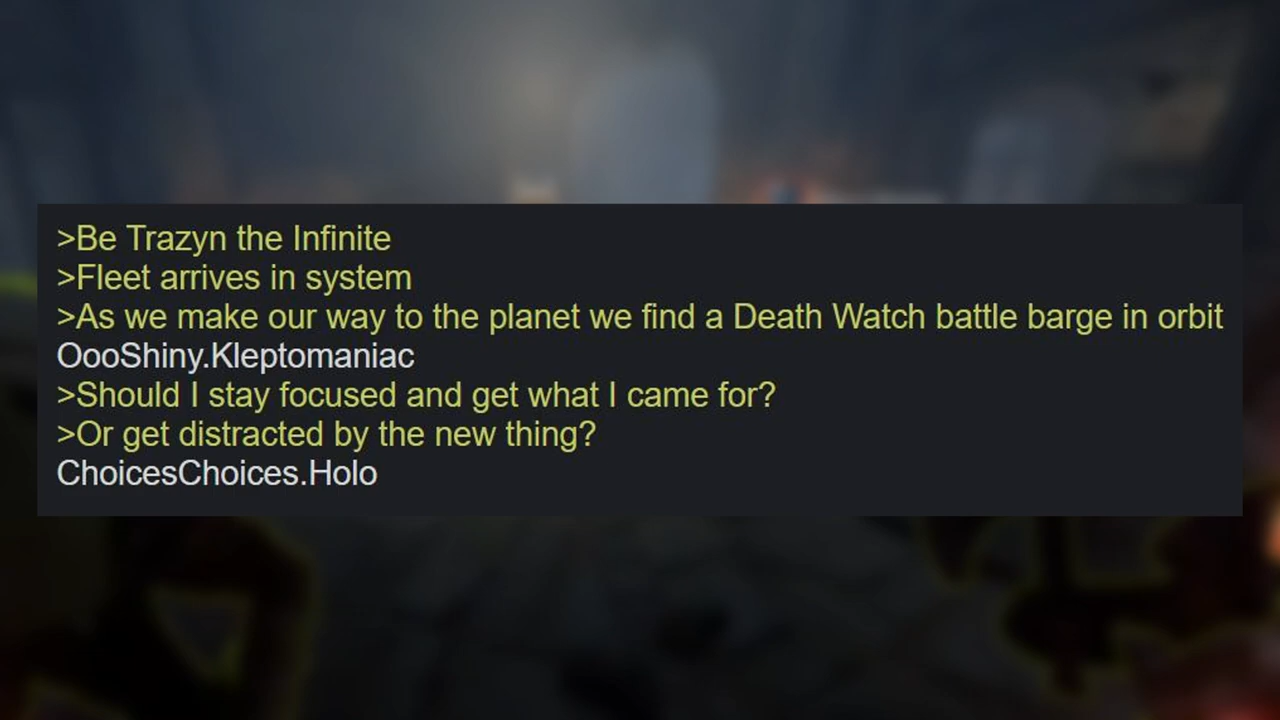 >Be Trazyn the Infinite
>Fleet arrives in system
>As we make our way to the planet we find a Death Watch battle barge in orbit
OooShiny.Kleptomaniac
>Should I stay focused and get what I came for?
>Or get distracted by the new thing?
ChoicesChoices.Holo